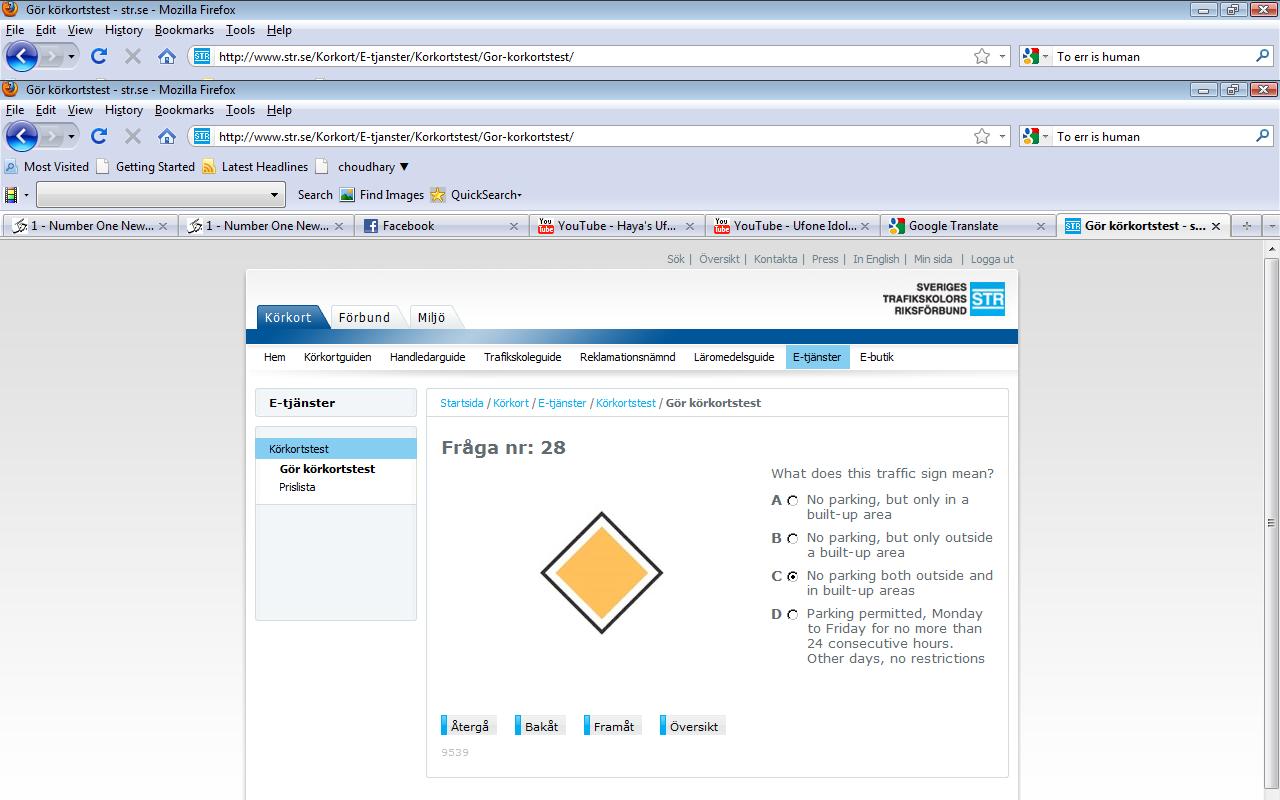 Gör körkortstest - str.se - Mozilla Firefox
File Edit View History Bookmarks Tools Help
STR http://www.str.se/Korkort/E-tjanster/Korkortstest/Gor-korkortstest/ To err is human
Gör körkortstest - str.se - Mozilla Firefox
File Edit View History Bookmarks Tools Help
STR http://www.str.se/Korkort/E-tjanster/Korkortstest/Gor-korkortstest/ To err is human
Most Visited Getting Started Latest Headlines choudhary ▼
Search Find Images QuickSearch
1 - Number One New... 1 - Number One New... Facebook You Tube YouTube - Haya's Uf... You Tube YouTube - Ufone Idol... Google Translate STR Gör körkortstest - s...
Sök | Översikt | Kontakta | Press | In English | Min sida | Logga ut
SVERIGES
TRAFIKSKOLORS STR
RIKSFÖRBUND
Körkort Förbund Miljö
Hem Körkortguiden Handledarguide Trafikskoleguide Reklamationsnämnd Läromedelsguide E-tjänster E-butik
E-tjänster
Körkortstest
Gör körkortstest
Prislista
Startsida / Körkort / E-tjänster / Körkortstest / Gör körkortstest
Fråga nr: 28
What does this traffic sign mean?
A No parking, but only in a
built-up area
B No parking, but only outside
a built-up area
C No parking both outside and
in built-up areas
D Parking permitted, Monday
to Friday for no more than
24 consecutive hours.
Other days, no restrictions
Återgå Bakåt Framåt Översikt
9539